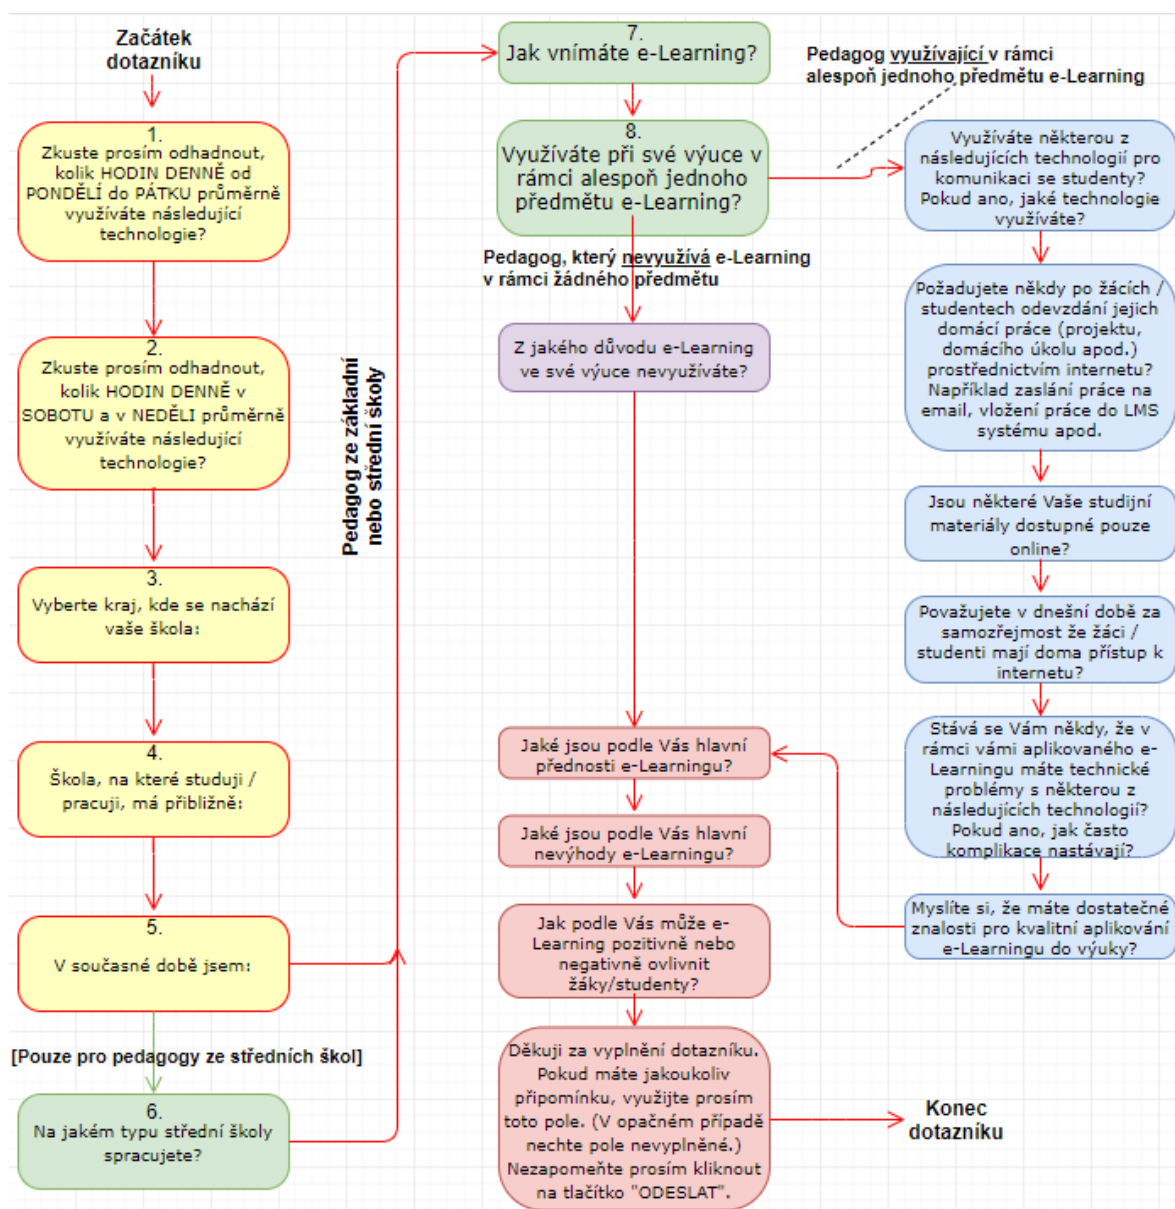 Začátek
dotazníku
1.
Zkuste prosím odhadnout,
kolik HODIN DENNĚ od
PONDĚLÍ do PÁTKU průměrně
využíváte následující
technologie?
2.
Zkuste prosím odhadnout,
kolik HODIN DENNĚ v
SOBOTU a v NEDĚLI průměrně
využíváte následující
technologie?
3.
Vyberte kraj, kde se nachází
vaše škola:
4.
Škola, na které studuji /
pracuji, má přibližně:
5.
V současné době jsem:
[Pouze pro pedagogy ze středních škol]
6.
Na jakém typu střední školy
spracujete?
Pedagog ze základní
nebo střední školy
7.
Jak vnímáte e-Learning?
8.
Využíváte při své výuce v
rámci alespoň jednoho
předmětu e-Learning?
Pedagog, který nevyužívá e-Learning
v rámci žádného předmětu
Z jakého důvodu e-Learning
ve své výuce nevyužíváte?
Pedagog využívající v rámci
alespoň jednoho předmětu e-Learning
Využíváte některou z
následujících technologií pro
komunikaci se studenty?
Pokud ano, jaké technologie
využíváte?
Požadujete někdy po žácích /
studentech odevzdání jejich
domácí práce (projektu,
domácího úkolu apod.)
prostřednictvím internetu?
Například zaslání práce na
email, vložení práce do LMS
systému apod.
Jsou některé Vaše studijní
materiály dostupné pouze
online?
Považujete v dnešní době za
samozřejmost že žáci /
studenti mají doma přístup k
internetu?
Stává se Vám někdy, že v
rámci vámi aplikovaného e-
Learningu máte technické
problémy s některou z
následujících technologií?
Pokud ano, jak často
komplikace nastávají?
Myslíte si, že máte dostatečné
znalosti pro kvalitní aplikování
e-Learningu do výuky?
Jaké jsou podle Vás hlavní
přednosti e-Learningu?
Jaké jsou podle Vás hlavní
nevýhody e-Learningu?
Jak podle Vás může e-
Learning pozitivně nebo
negativně ovlivnit
žáky/studenty?
Děkuji za vyplnění dotazníku.
Pokud máte jakoukoliv
připomínku, využijte prosím
toto pole. (V opačném případě
nechte pole nevyplněné.)
Nezapomeňte prosím kliknout
na tlačítko "ODESLAT".
Konec
dotazníku